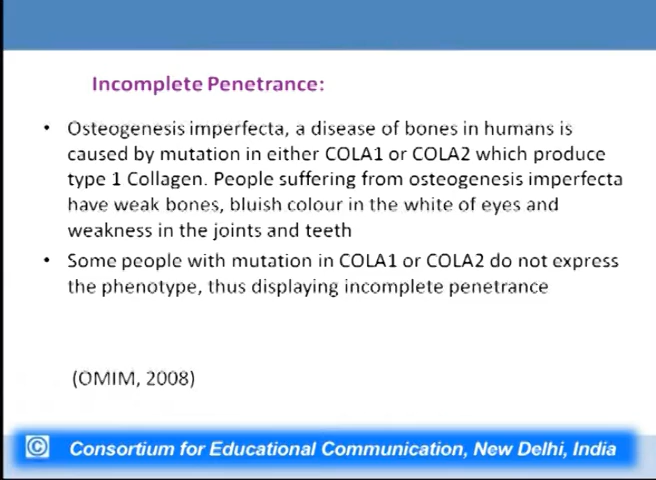 Incomplete Penetrance:
• Osteogenesis imperfecta, a disease of bones in humans is
caused by mutation in either COLA1 or COLA2 which produce
type 1 Collagen. People suffering from osteogenesis imperfecta
have weak bones, bluish colour in the white of eyes and
weakness in the joints and teeth
• Some people with mutation in COLA1 or COLA2 do not express
the phenotype, thus displaying incomplete penetrance
(OMIM, 2008)
© Consortium for Educational Communication, New Delhi, India